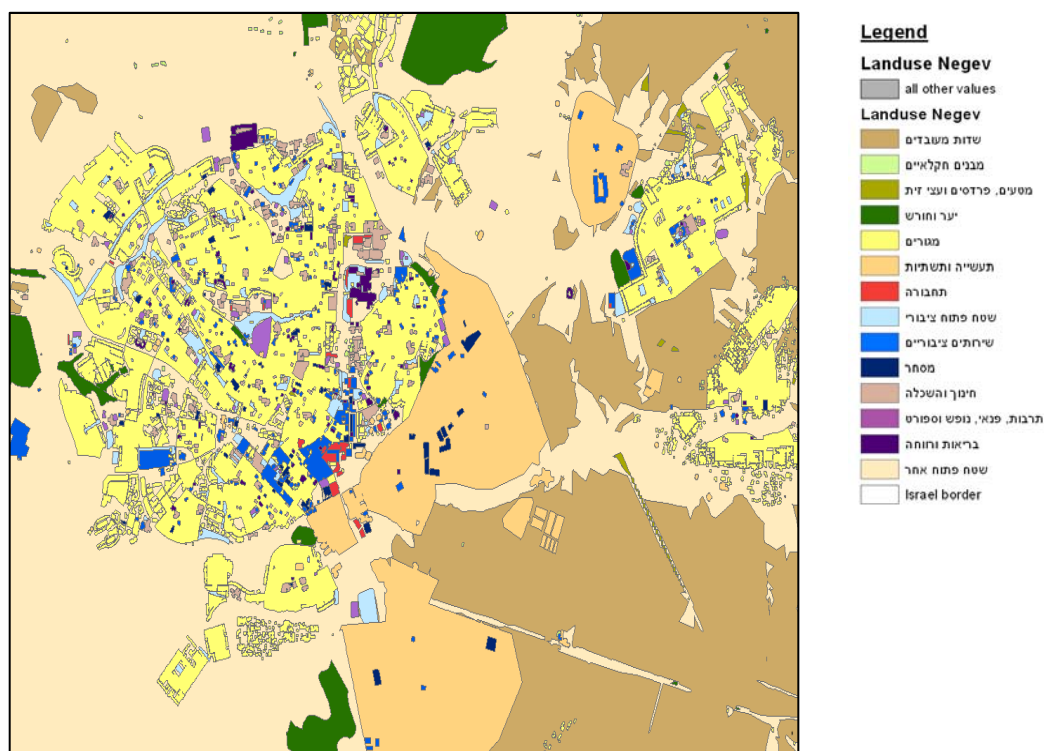 Legend
Landuse Negev
all other values
Landuse Negev
שדות מעובדים
מבנים חקלאיים
מטעים, פרדסים ועצי זית
יער וחורש
מגורים
תעשייה ותשתיות
תחבורה
שטח פתוח ציבורי
שירותים ציבוריים
מסחר
חינוך והשכלה
תרבות, פנאי, נופש וספורט
בריאות ורווחה
שטח פתוח אחר
Israel border